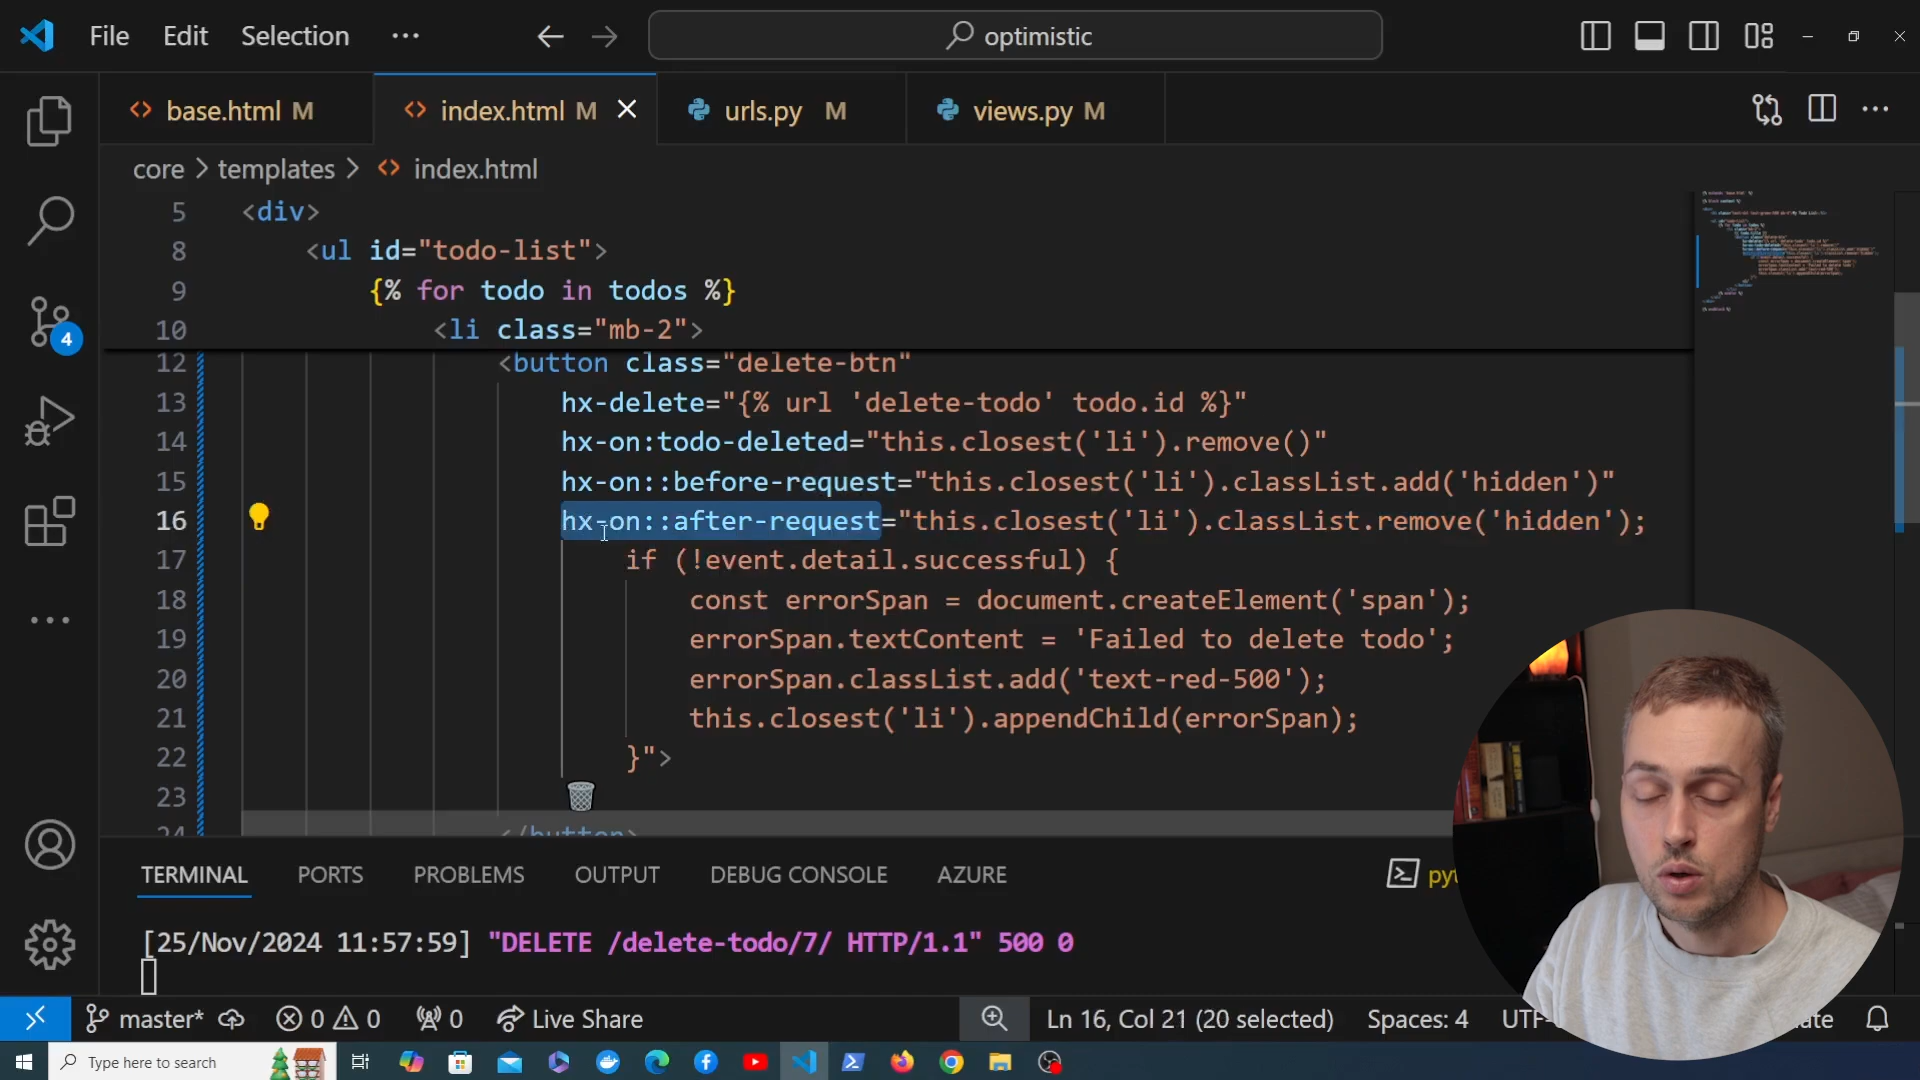 File Edit Selection ··· optimistic
base.html M index.html M urls.py M views.py M
core > templates > index.html
5 <div>
8 <ul id="todo-list">
9 {% for todo in todos %}
10 <li class="mb-2">
12 <button class="delete-btn"
13 hx-delete="{% url 'delete-todo' todo.id %}"
14 hx-on:todo-deleted="this.closest('li').remove()"
15 hx-on::before-request="this.closest('li').classList.add('hidden')"
16 hx-on::after-request="this.closest('li').classList.remove('hidden');
17 if (!event.detail.successful) {
18 const errorSpan = document.createElement('span');
19 errorSpan.textContent = 'Failed to delete todo';
20 errorSpan.classList.add('text-red-500');
21 this.closest('li').appendChild(errorSpan);
22 }">
23
24 </button>
4
TERMINAL PORTS PROBLEMS OUTPUT DEBUG CONSOLE AZURE
[25/Nov/2024 11:57:59] "DELETE /delete-todo/7/ HTTP/1.1" 500 0
master* 0 0 0 Live Share Ln 16, Col 21 (20 selected) Spaces: 4
Type here to search